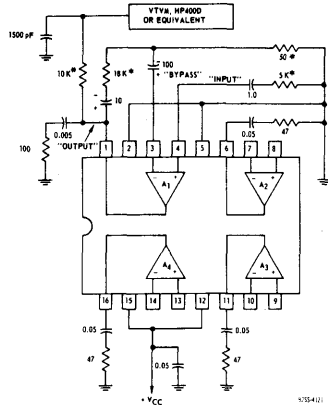 VTVM, HP400D
OR EQUIVALENT
1500 pF
10K*
18K*
100
"BYPASS"
"INPUT"
50*
5K*
1.0
10
0.005
"OUTPUT"
100
0.05
47
1 2 3 4 5 6 7 8
- + - +
A1 A2
A4 A3
- + + -
16 15 14 13 12 11 10 9
0.05
0.05
47
0.05
47
+VCC